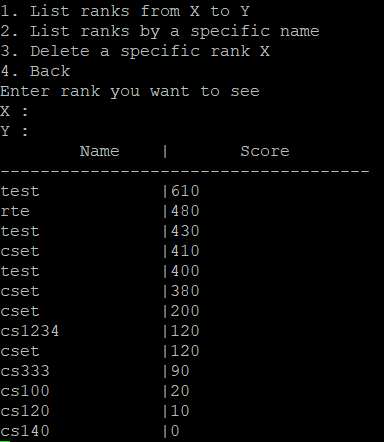 1. List ranks from X to Y
2. List ranks by a specific name
3. Delete a specific rank X
4. Back
Enter rank you want to see
X :
Y :
Name | Score
-------------------------------------
test |610
rte |480
test |430
cset |410
test |400
cset |380
cset |200
cs1234 |120
cset |120
cs333 |90
cs100 |20
cs120 |10
cs140 |0